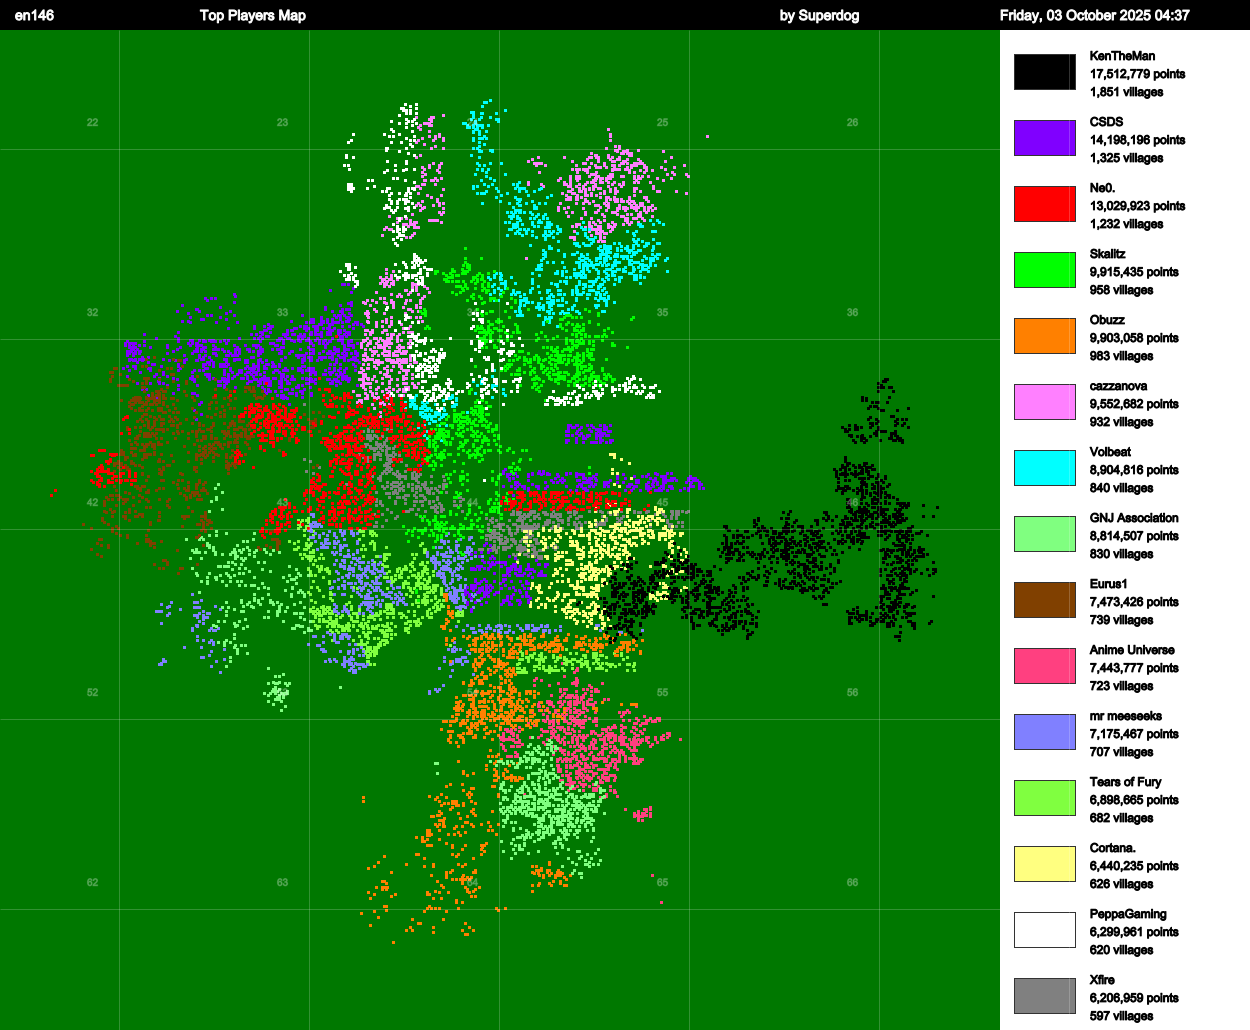 en146 Top Players Map by Superdog Friday, 03 October 2025 04:37
KenTheMan
17,512,779 points
1,851 villages
CSDS
14,198,196 points
1,325 villages
Ne0.
13,029,923 points
1,232 villages
Skalitz
9,915,435 points
958 villages
Obuzz
9,903,058 points
983 villages
cazzanova
9,552,682 points
932 villages
Volbeat
8,904,816 points
840 villages
GNJ Association
8,814,507 points
830 villages
Eurus1
7,473,426 points
739 villages
Anime Universe
7,443,777 points
723 villages
mr meeseeks
7,175,467 points
707 villages
Tears of Fury
6,898,665 points
682 villages
Cortana.
6,440,235 points
626 villages
PeppaGaming
6,299,961 points
620 villages
Xfire
6,206,959 points
597 villages
22 23 25 26
32 33 35 36
42 43 44 45
52 55 56
62 63 64 65 66